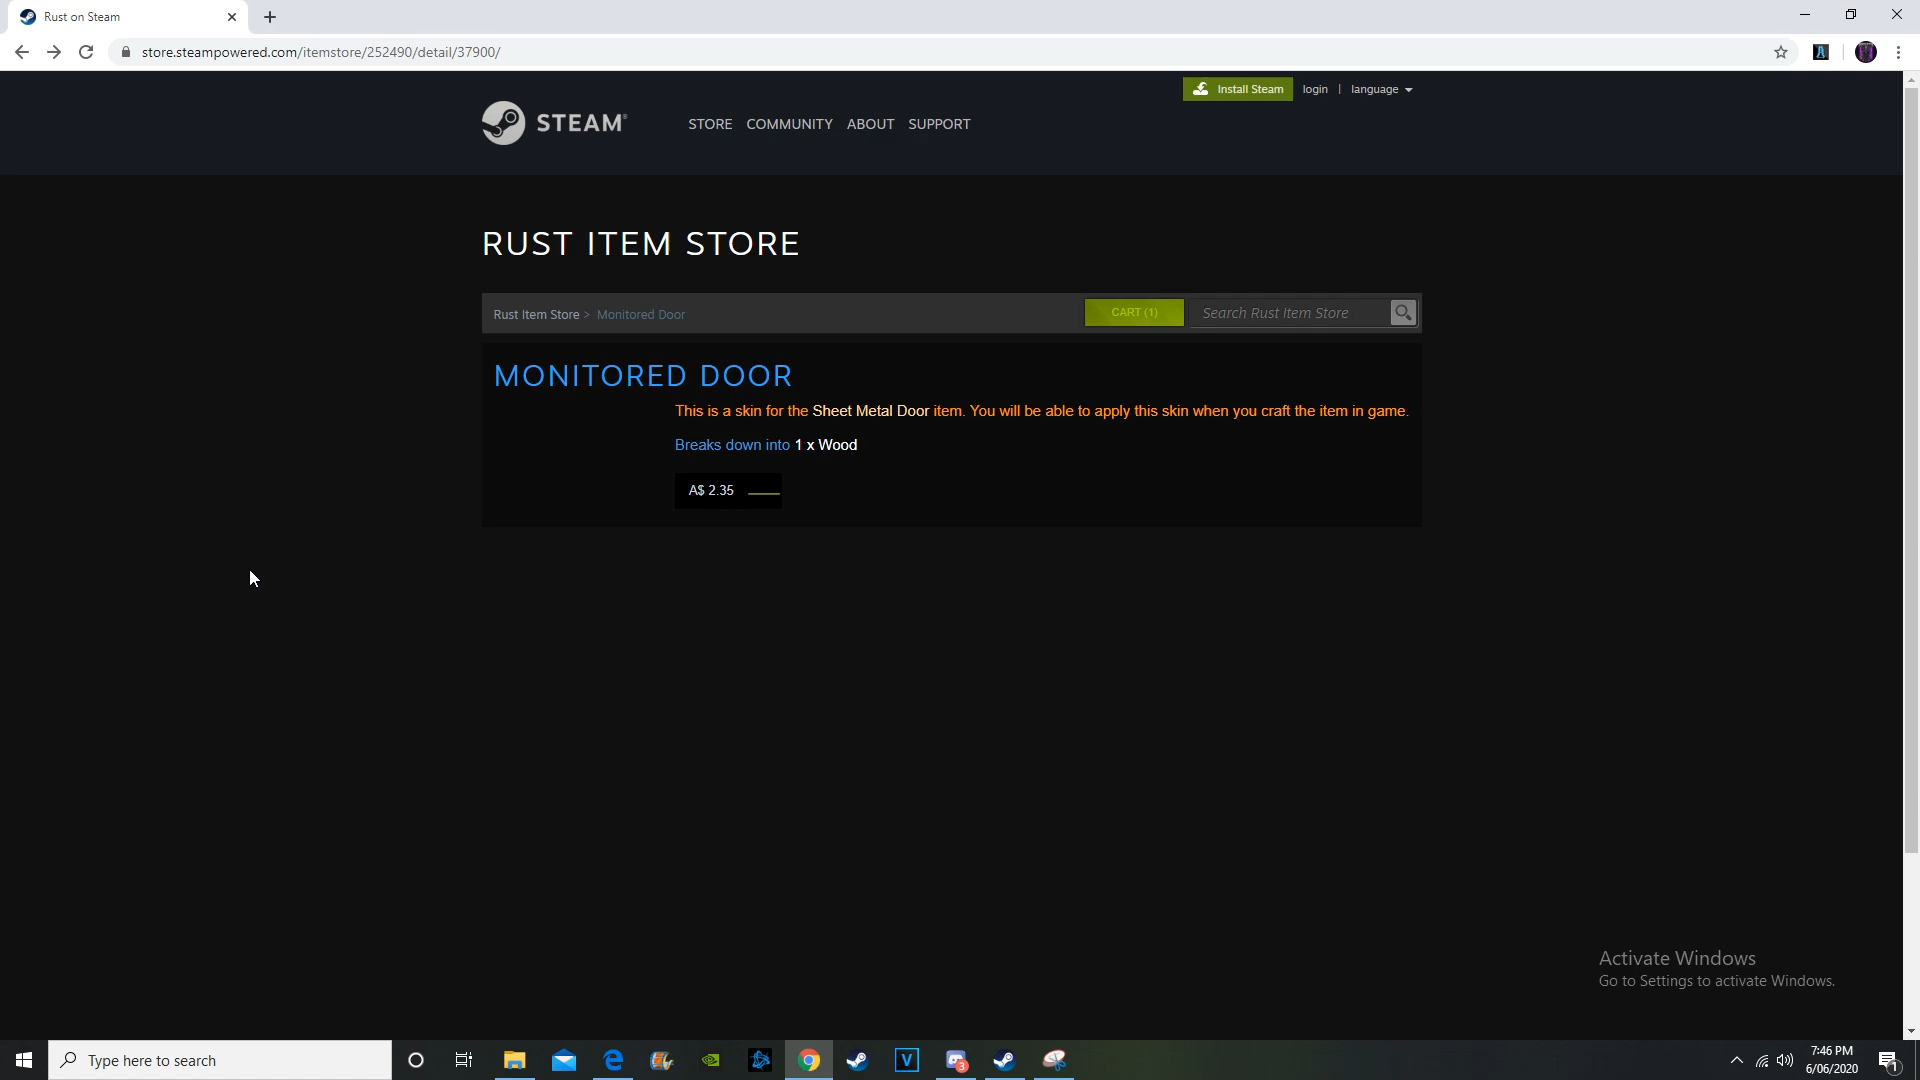 Rust on Steam
store.steampowered.com/itemstore/252490/detail/37900/
Install Steam login | language
STEAM®
STORE COMMUNITY ABOUT SUPPORT
RUST ITEM STORE
Rust Item Store > Monitored Door CART (1) Search Rust Item Store
MONITORED DOOR
This is a skin for the Sheet Metal Door item. You will be able to apply this skin when you craft the item in game.
Breaks down into 1 x Wood
A$ 2.35
Activate Windows
Go to Settings to activate Windows.
Type here to search
V
3
7:46 PM
6/06/2020
1